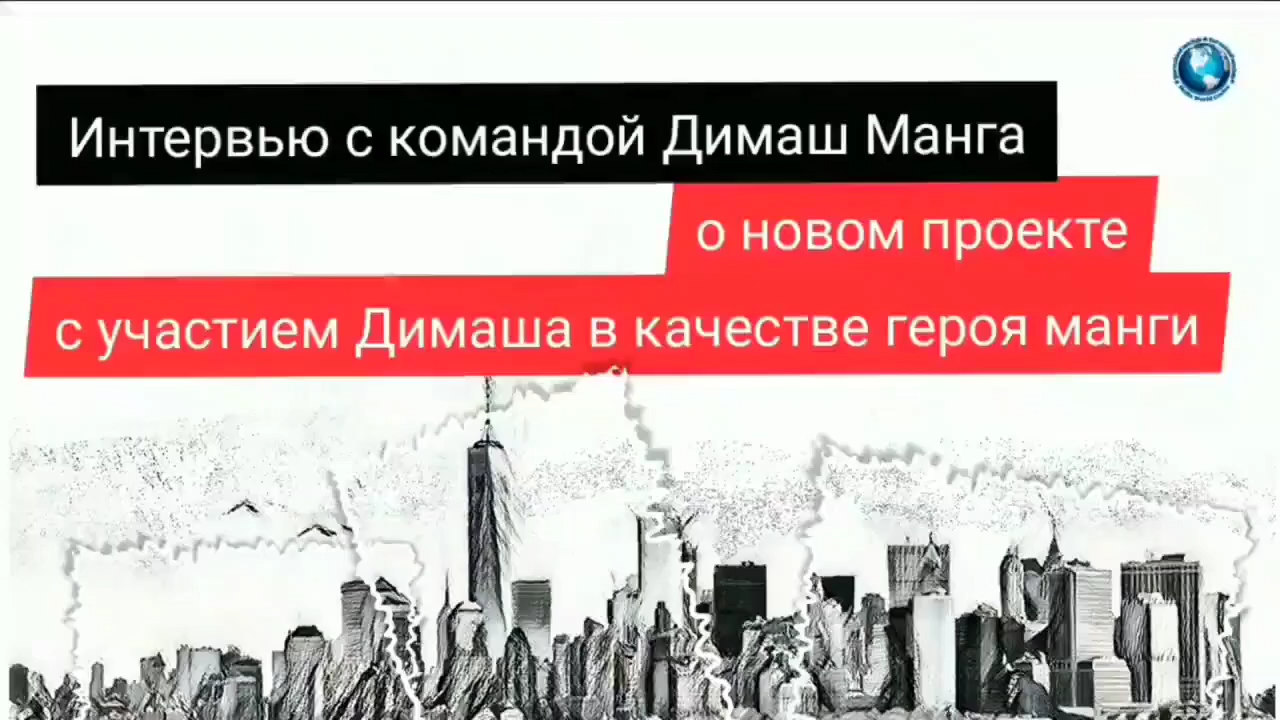 Интервью с командой Димаш Манга
о новом проекте
с участием Димаша в качестве героя манги